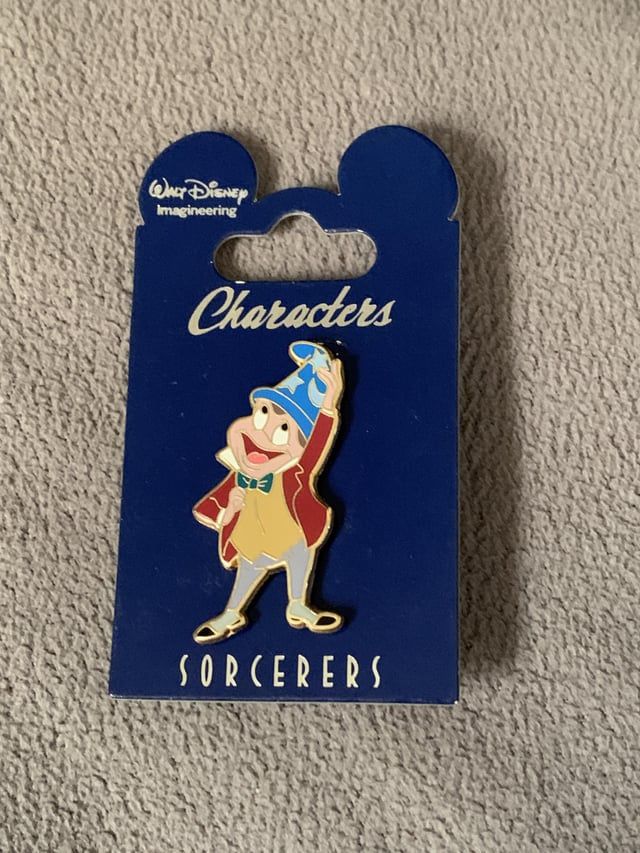 Walt Disney
Imagineering
Characters
SORCERERS